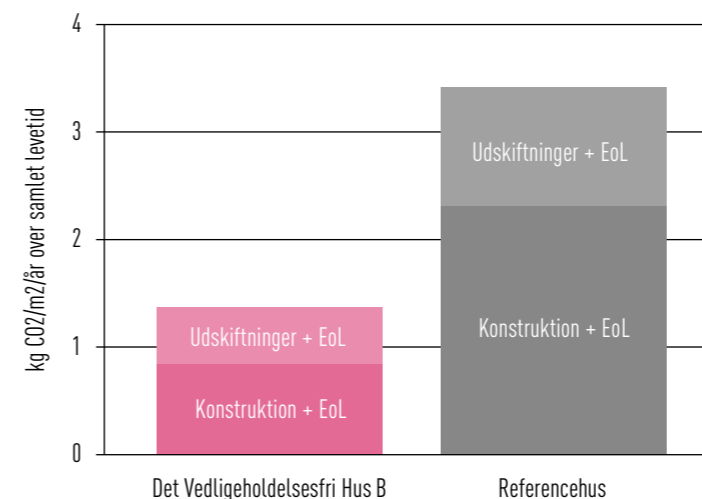 kg CO2/m2/år over samlet levetid
4
3
2
1
0
Udskiftninger + EoL
Konstruktion + EoL
Udskiftninger + EoL
Konstruktion + EoL
Det Vedligeholdelsesfri Hus B
Referencehus